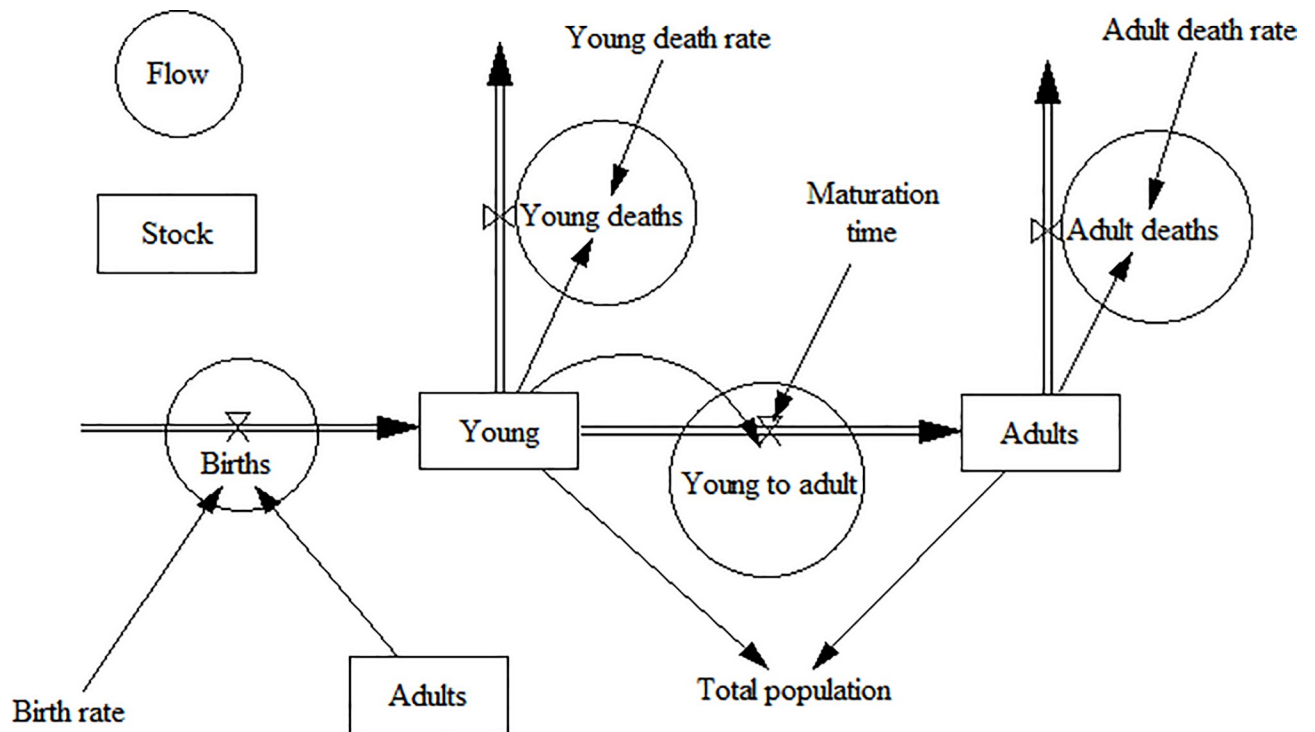 Flow
Stock
Young death rate
Adult death rate
Young deaths
Maturation
time
Adult deaths
Births
Young
Young to adult
Adults
Birth rate
Adults
Total population